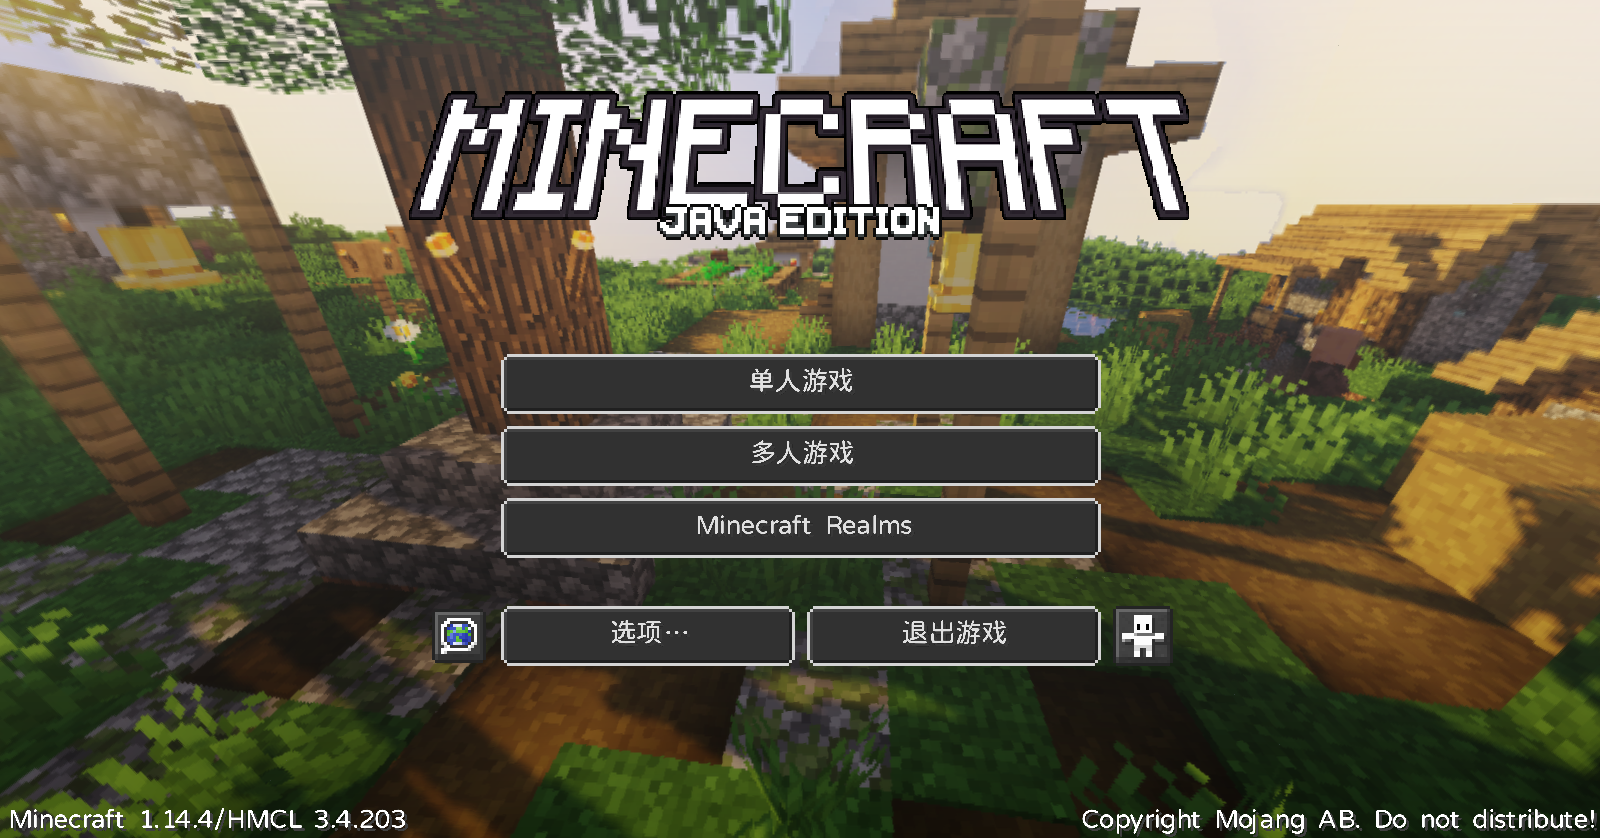 MINECRAFT
JAVA EDITION
单人游戏
多人游戏
Minecraft Realms
选项…
退出游戏
Minecraft 1.14.4/HMCL 3.4.203
Copyright Mojang AB. Do not distribute!